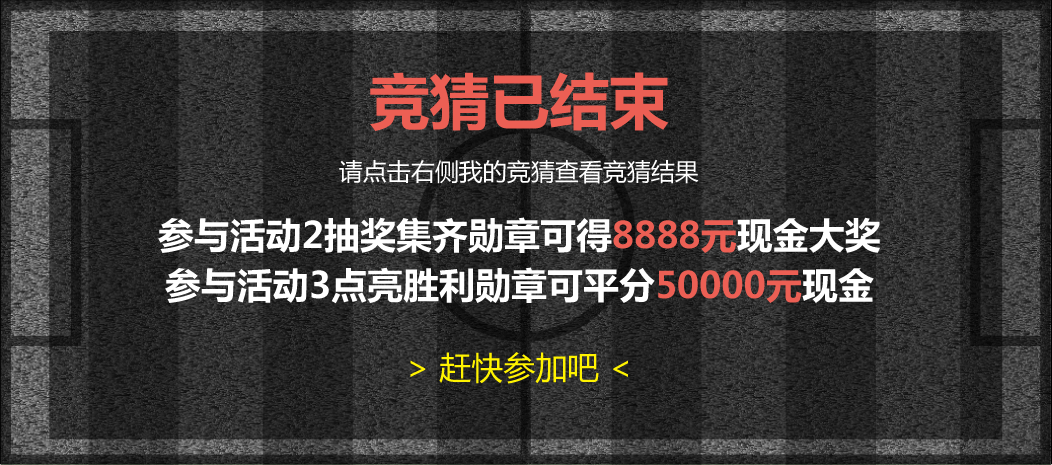 竞猜已结束
请点击右侧我的竞猜查看竞猜结果
参与活动2抽奖集齐勋章可得8888元现金大奖
参与活动3点亮胜利勋章可平分50000元现金
> 赶快参加吧 <